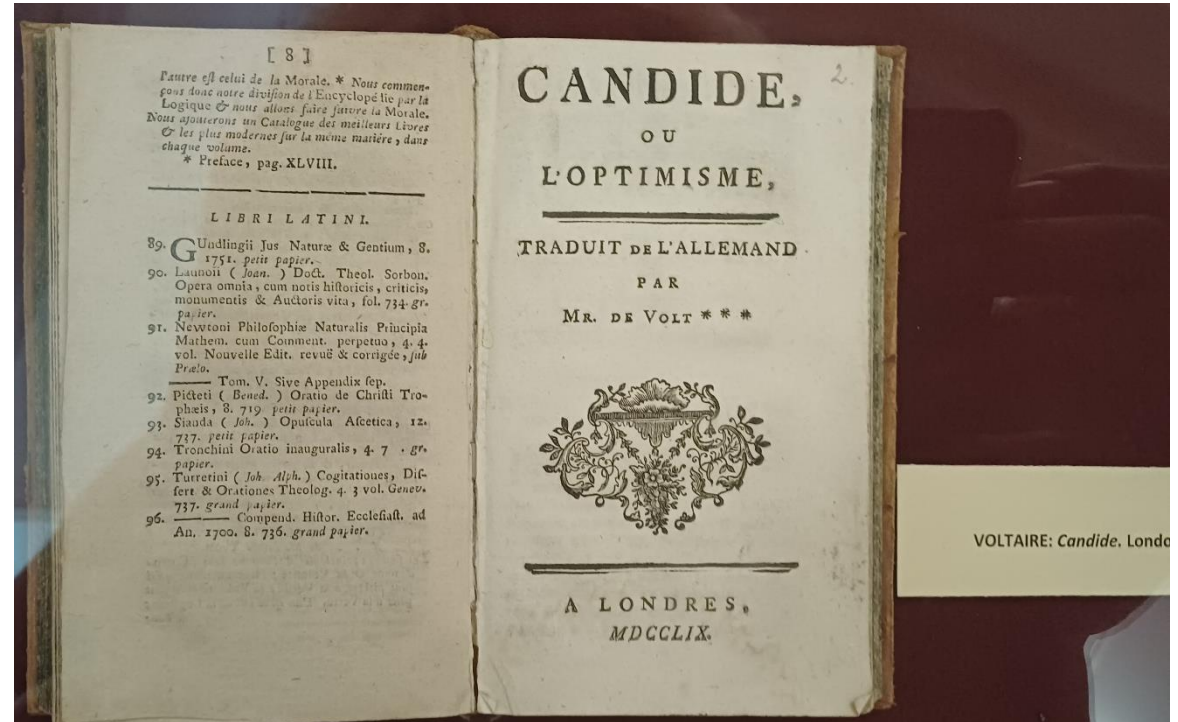 [ 8 ]
l'autre eſt celui de la Morale. * Nous commen-
çons donc notre diviſion de l'Encyclopé lie par la
Logique & nous allons faire ſuivre la Morale.
Nous ajouterons un Catalogue des meilleurs Livres
& les plus modernes ſur la même matiére, dans
chaque volume.
* Preface, pag. XLVIII.
LIBRI LATINI.
89. GUndlingii Jus Naturæ & Gentium, 8.
1751. petit papier.
90. Launoii ( Joan. ) Doct. Theol. Sorbon.
Opera omnia, cum notis hiſtoricis, criticis,
monumentis & Auctoris vita, fol. 734. gr.
papier.
91. Newtoni Philoſophiæ Naturalis Principia
Mathem. cum Comment. perpetuo, 4. 4.
vol. Nouvelle Edit. revuë & corrigée, ſub
Prælo.
——— Tom. V. Sive Appendix ſep.
92. Picteti ( Bened. ) Oratio de Chriſti Tro-
phæis, 8. 719. petit papier.
93. Sianda ( Joh. ) Opuſcula Aſcetica, 12.
737. petit papier.
94. Tronchini Oratio inauguralis, 4. 7 . gr.
papier.
95. Turretini ( Joh. Alph. ) Cogitationes, Diſ-
ſert & Orationes Theolog. 4. 3 vol. Genev.
737. grand papier.
96. ——— Compend. Hiſtor. Eccleſiaſt. ad
An. 1700. 8. 736. grand papier.
2.
CANDIDE,
OU
L'OPTIMISME,
TRADUIT DE L'ALLEMAND
PAR
MR. DE VOLT * * *
A LONDRES,
MDCCLIX.
VOLTAIRE: Candide. Londo